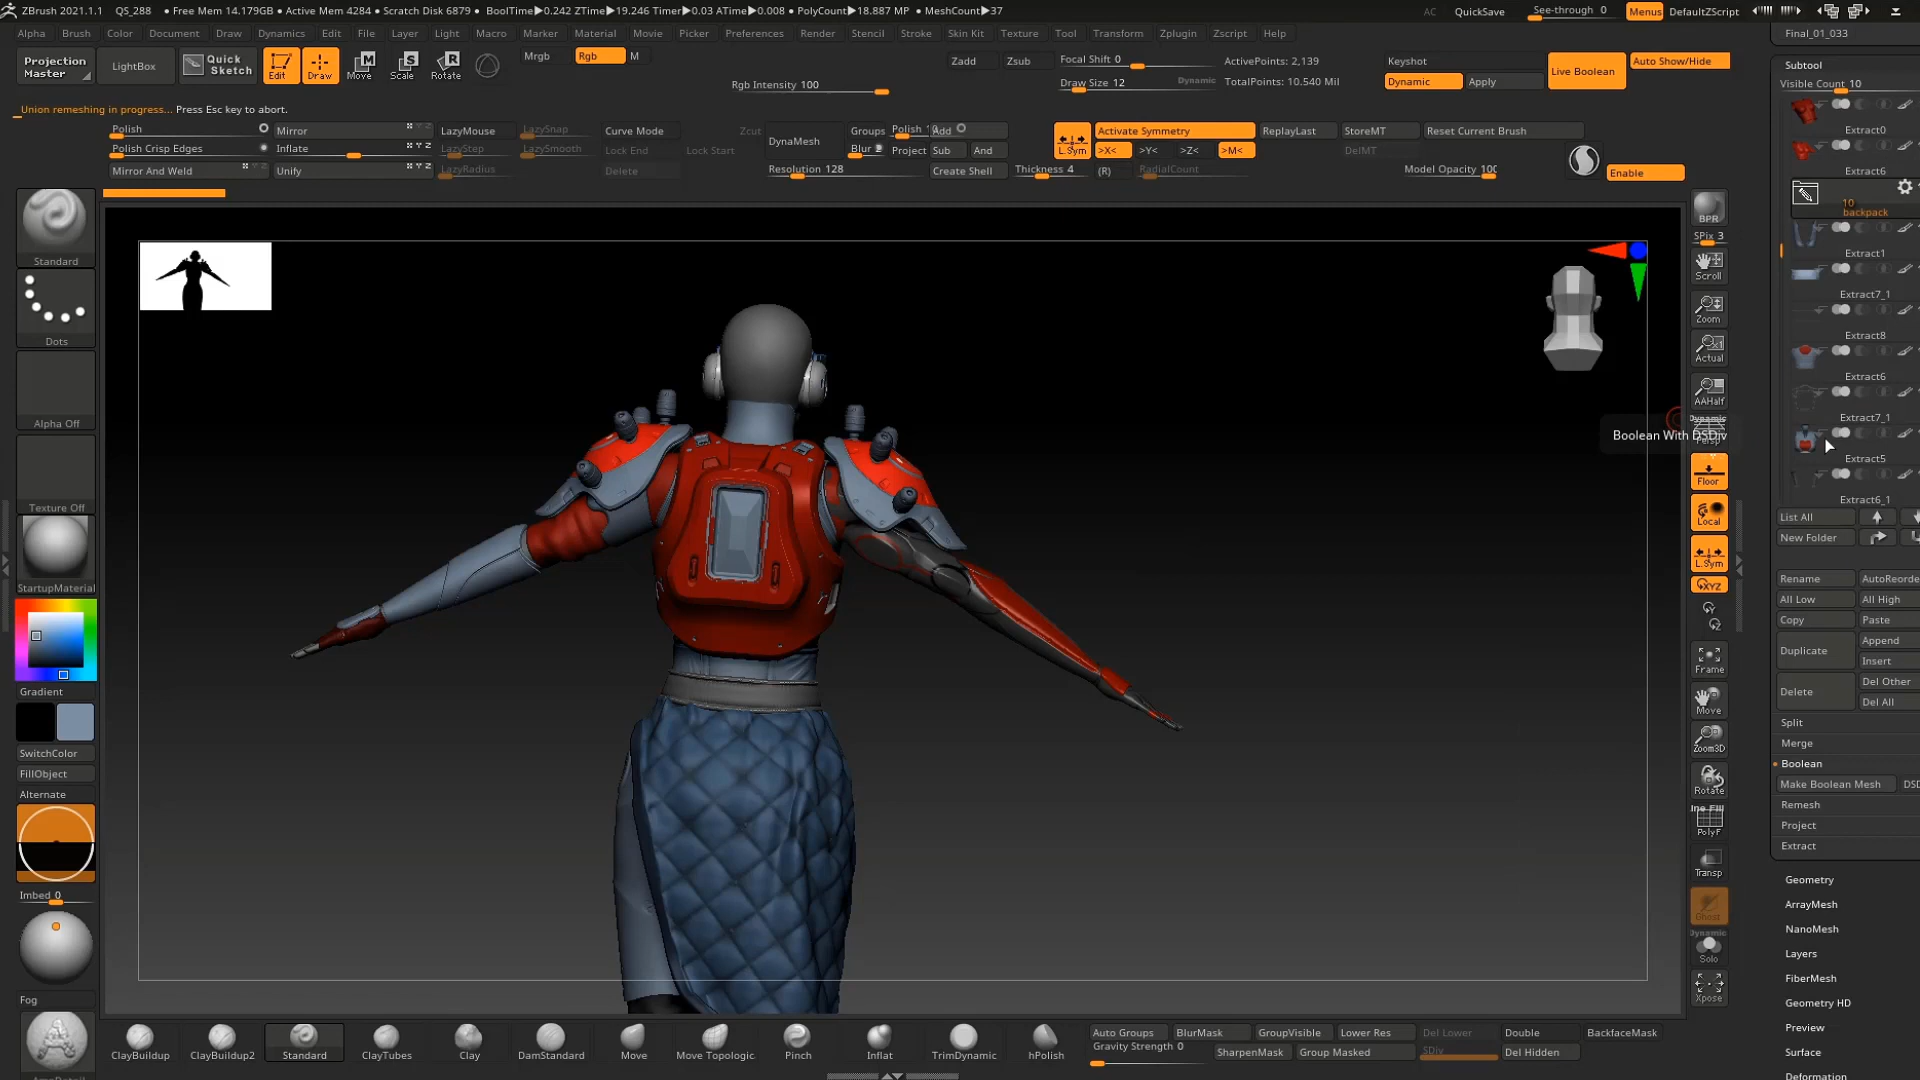 ZBrush 2021.1.1 QS_288 • Free Mem 14.179GB • Active Mem 4284 • Scratch Disk 6879 • BoolTime▶0.242 ZTime▶19.246 Timer▶0.03 ATime▶0.008 • PolyCount▶18.887 MP • MeshCount▶37
AC QuickSave See-through 0 Menus DefaultZScript
Alpha Brush Color Document Draw Dynamics Edit File Layer Light Macro Marker Material Movie Picker Preferences Render Stencil Stroke Texture Tool Transform Zplugin Zscript Help
Final_01_033
Projection Master
LightBox
Quick Sketch
Edit
Draw
Move
Scale
Rotate
Mrgb Rgb M
Rgb Intensity 100
Zadd Zsub
Focal Shift 0
Draw Size 12 Dynamic
ActivePoints: 2,139
TotalPoints: 10.540 Mil
Keyshot
Dynamic Apply
Live Boolean
Auto Show/Hide
Union remeshing in progress... Press Esc key to abort.
Polish
Polish Crisp Edges
Mirror And Weld
Mirror
Inflate
Unify
LazyMouse LazySnap
LazyStep LazySmooth
LazyRadius
Curve Mode
Lock End
Delete
Zcut
Lock Start
DynaMesh
Groups Polish
Blur Project
Resolution 128
Add
Sub And
Create Shell
Thickness 4
L.Sym
Activate Symmetry
>X< >Y< >Z< >M<
(R) RadialCount
ReplayLast StoreMT Reset Current Brush
DelMT
Model Opacity 100
Enable
Standard
Dots
Alpha Off
Texture Off
StartupMaterial
Gradient
SwitchColor
FillObject
Alternate
Imbed 0
Fog
BPR
SPix 3
Scroll
Zoom
Actual
AAHalf
Dynamic
Persp
Floor
Local
L.Sym
XYZ
Frame
Move
Zoom3D
Rotate
Line Fill
PolyF
Transp
Ghost
Dynamic
Solo
Xpose
Boolean With DSDiv
Subtool
Visible Count 10
Extract0
Extract6
10
backpack
Extract1
Extract7_1
Extract8
Extract6
Extract7_1
Extract5
Extract6_1
List All
New Folder
Rename AutoReorde
All Low All High
Copy Paste
Duplicate Append
Insert
Delete Del Other
Del All
Split
Merge
Boolean
Make Boolean Mesh
Remesh
Project
Extract
Geometry
ArrayMesh
NanoMesh
Layers
FiberMesh
Geometry HD
Preview
Surface
Deformation
ClayBuildup ClayBuildup2 Standard ClayTubes Clay DamStandard Move Move Topologic Pinch Inflat TrimDynamic hPolish
Auto Groups BlurMask GroupVisible Lower Res Del Lower Double BackfaceMask
Gravity Strength 0 SharpenMask Group Masked SDiv Del Hidden